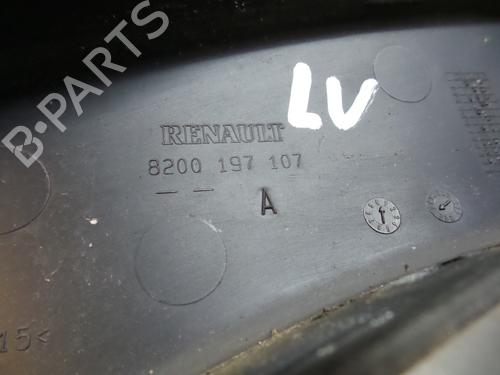 B-PARTS
LV
RENAULT
8200 197 107
A
15<